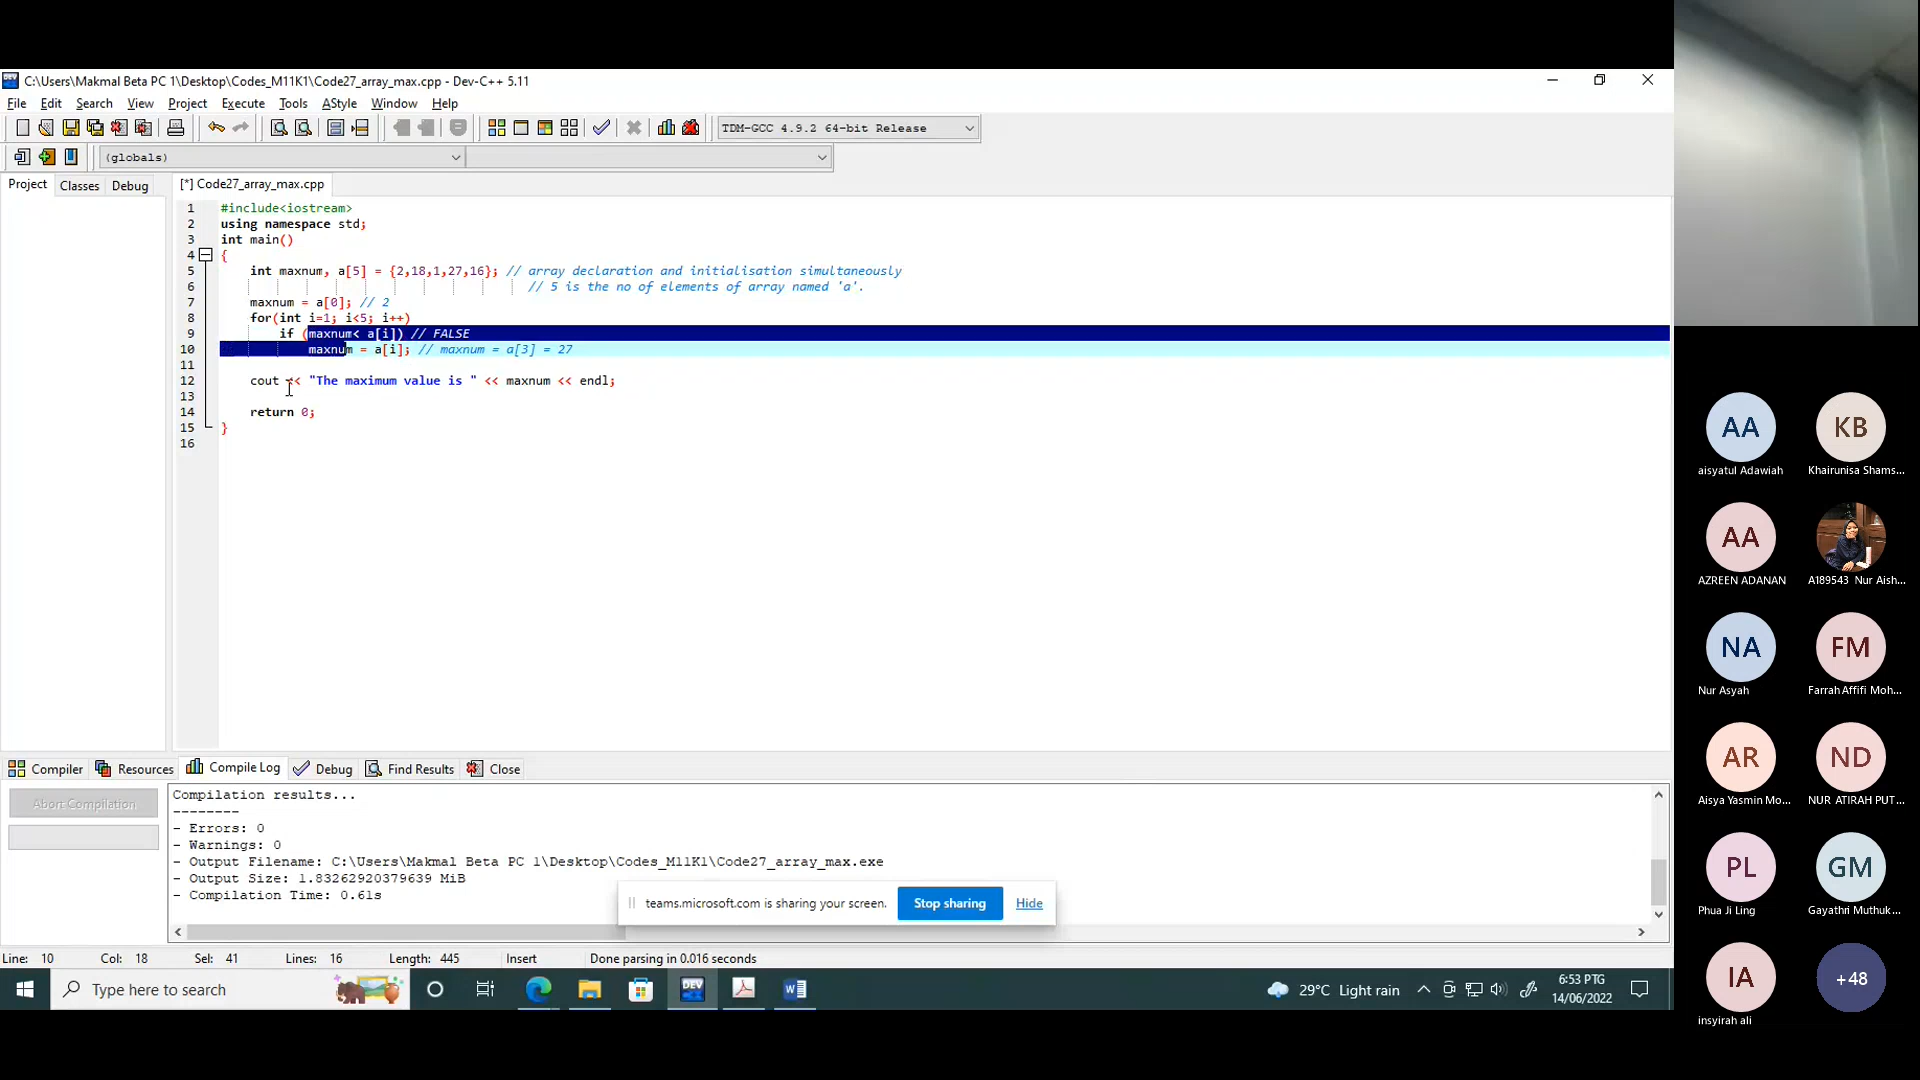 C:\Users\Makmal Beta PC 1\Desktop\Codes_M11K1\Code27_array_max.cpp - Dev-C++ 5.11
File Edit Search View Project Execute Tools AStyle Window Help
TDM-GCC 4.9.2 64-bit Release
(globals)
Project Classes Debug
[*] Code27_array_max.cpp
1 #include<iostream>
2 using namespace std;
3 int main()
4 {
5 int maxnum, a[5] = {2,18,1,27,16}; // array declaration and initialisation simultaneously
6 // 5 is the no of elements of array named 'a'.
7 maxnum = a[0]; // 2
8 for(int i=1; i<5; i++)
9 if (maxnum< a[i]) // FALSE
10 maxnum = a[i]; // maxnum = a[3] = 27
11
12 cout << "The maximum value is " << maxnum << endl;
13
14 return 0;
15 }
16
Compiler Resources Compile Log Debug Find Results Close
Abort Compilation
Compilation results...
--------
- Errors: 0
- Warnings: 0
- Output Filename: C:\Users\Makmal Beta PC 1\Desktop\Codes_M11K1\Code27_array_max.exe
- Output Size: 1.83262920379639 MiB
- Compilation Time: 0.61s
teams.microsoft.com is sharing your screen. Stop sharing Hide
Line: 10 Col: 18 Sel: 41 Lines: 16 Length: 445 Insert Done parsing in 0.016 seconds
Type here to search
DEV
29°C Light rain
6:53 PTG
14/06/2022
AA KB
aisyatul Adawiah Khairunisa Shams...
AA
AZREEN ADANAN A189543 Nur Aish...
NA FM
Nur Asyah Farrah Affifi Moh...
AR ND
Aisya Yasmin Mo... NUR ATIRAH PUT...
PL GM
Phua Ji Ling Gayathri Muthuk...
IA +48
insyirah ali